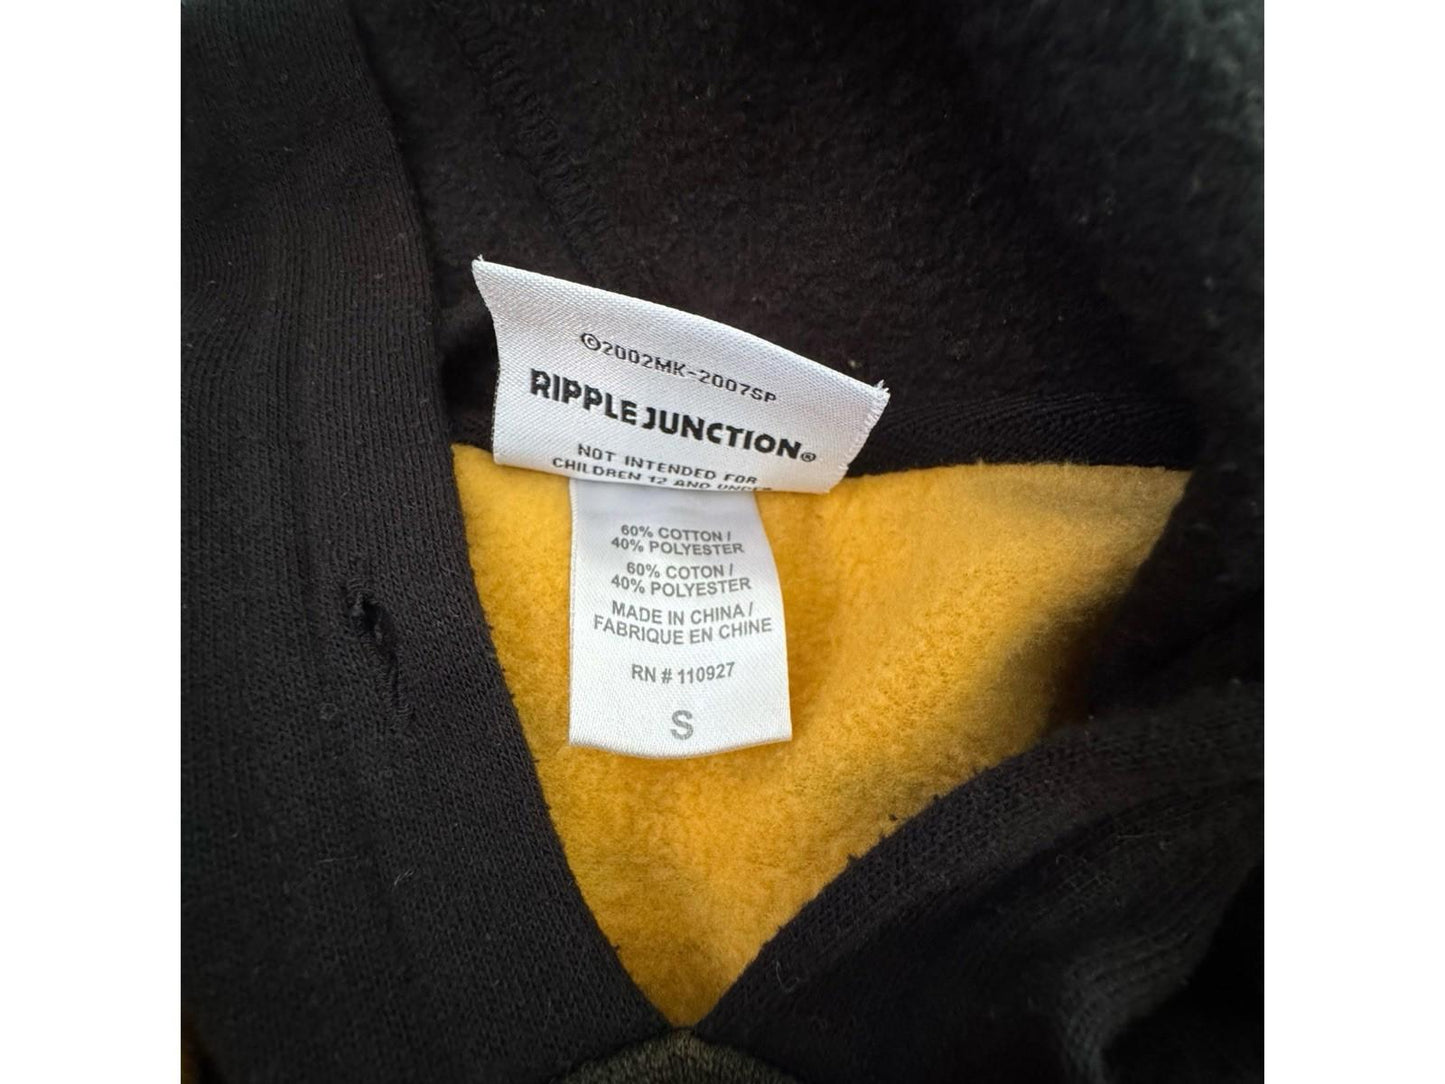 ©2002MK-2007SP
RIPPLE JUNCTION®
NOT INTENDED FOR
CHILDREN 12 AND UNDER
60% COTTON /
40% POLYESTER
60% COTON /
40% POLYESTER
MADE IN CHINA /
FABRIQUE EN CHINE
RN # 110927
S